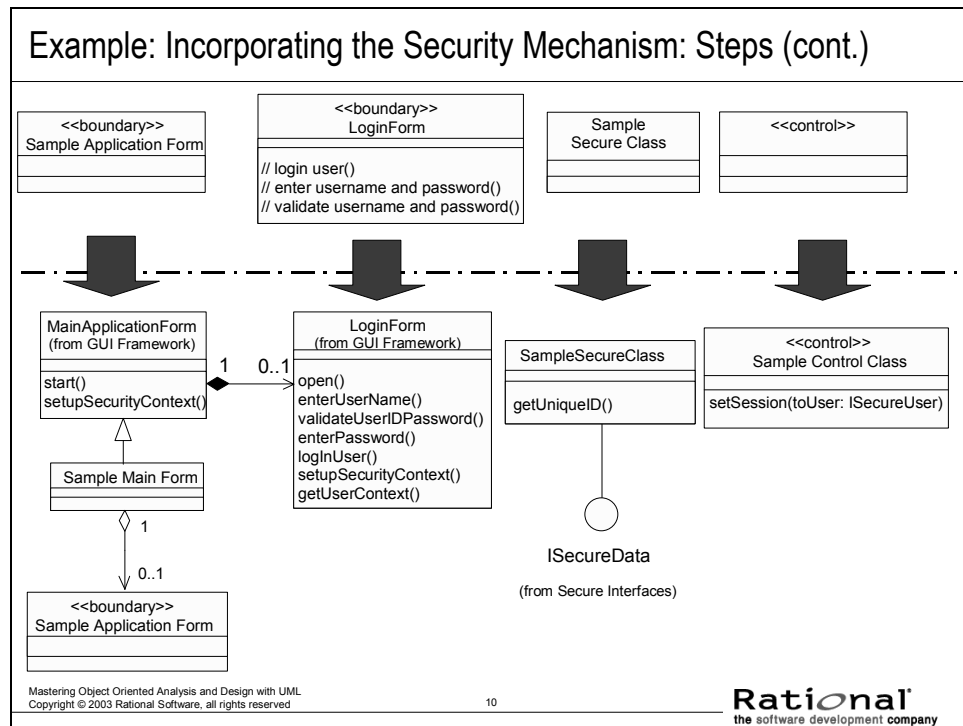 Example: Incorporating the Security Mechanism: Steps (cont.)
<<boundary>>
Sample Application Form
<<boundary>>
LoginForm
// login user()
// enter username and password()
// validate username and password()
Sample
Secure Class
<<control>>
MainApplicationForm
(from GUI Framework)
start()
setupSecurityContext()
1
0..1
LoginForm
(from GUI Framework)
open()
enterUserName()
validateUserIDPassword()
enterPassword()
logInUser()
setupSecurityContext()
getUserContext()
SampleSecureClass
getUniqueID()
<<control>>
Sample Control Class
setSession(toUser: ISecureUser)
Sample Main Form
1
0..1
<<boundary>>
Sample Application Form
ISecureData
(from Secure Interfaces)
Mastering Object Oriented Analysis and Design with UML
Copyright © 2003 Rational Software, all rights reserved
10
Rational
the software development company